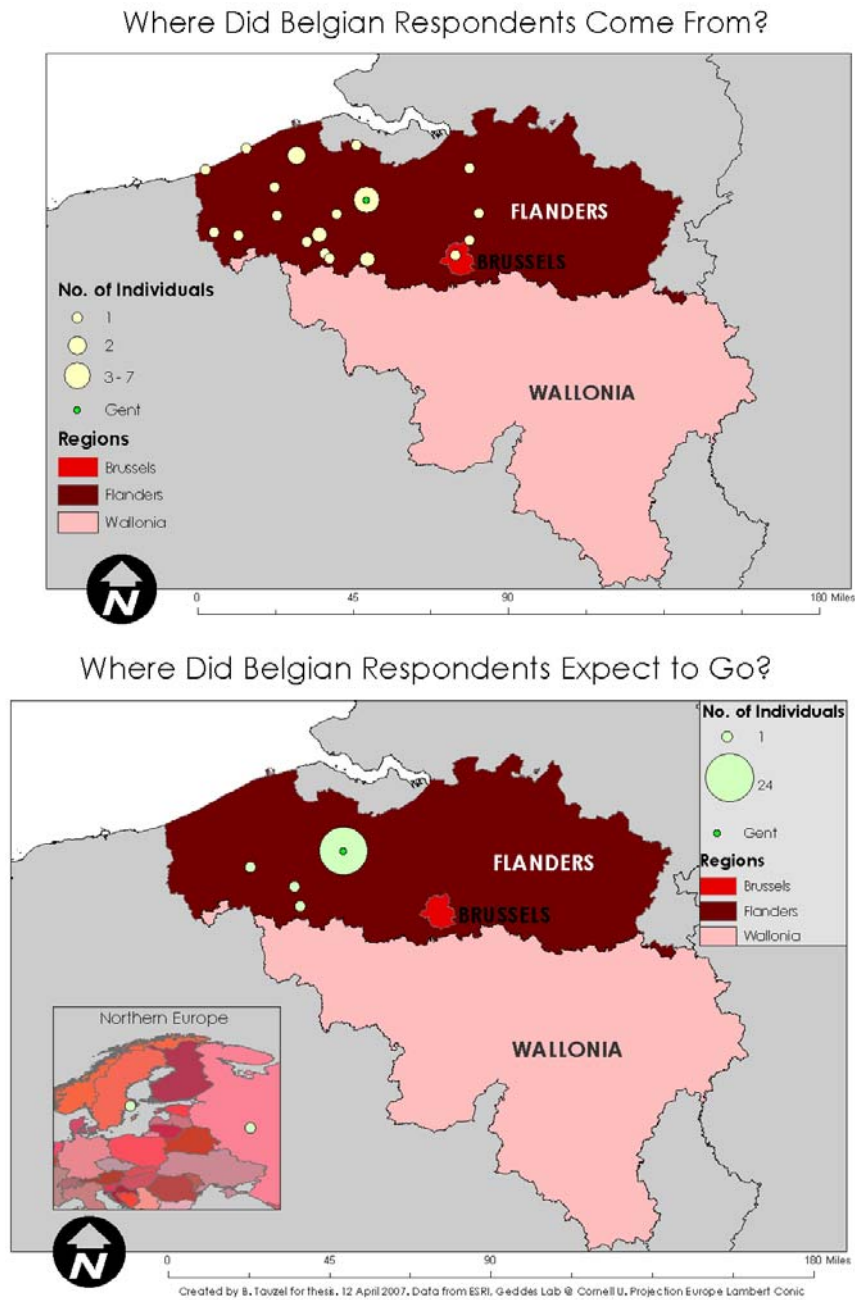 Where Did Belgian Respondents Come From?
FLANDERS
BRUSSELS
WALLONIA
No. of Individuals
1
2
3 - 7
Gent
Regions
Brussels
Flanders
Wallonia
N
0 45 90 180 Miles
Where Did Belgian Respondents Expect to Go?
No. of Individuals
1
24
Gent
Regions
Brussels
Flanders
Wallonia
FLANDERS
BRUSSELS
WALLONIA
Northern Europe
N
0 45 90 180 Miles
Created by B. Tauzel for thesis. 12 April 2007. Data from ESRI, Geddes Lab @ Cornell U. Projection Europe Lambert Conic